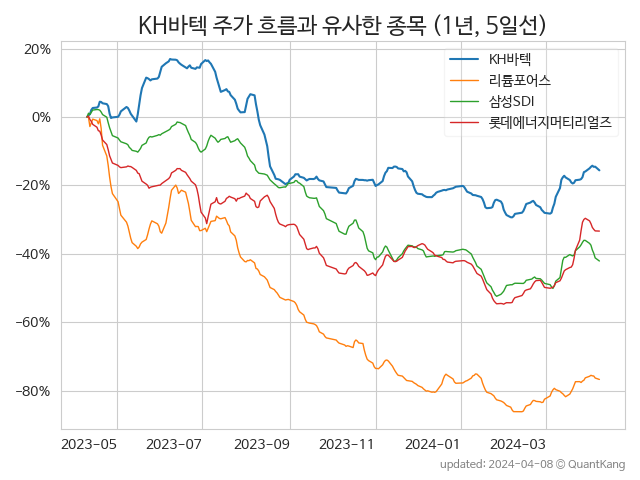 KH바텍 주가 흐름과 유사한 종목 (1년, 5일선)
KH바텍
리튬포어스
삼성SDI
롯데에너지머티리얼즈
20%
0%
−20%
−40%
−60%
−80%
2023-05 2023-07 2023-09 2023-11 2024-01 2024-03
updated: 2024-04-08 © QuantKang